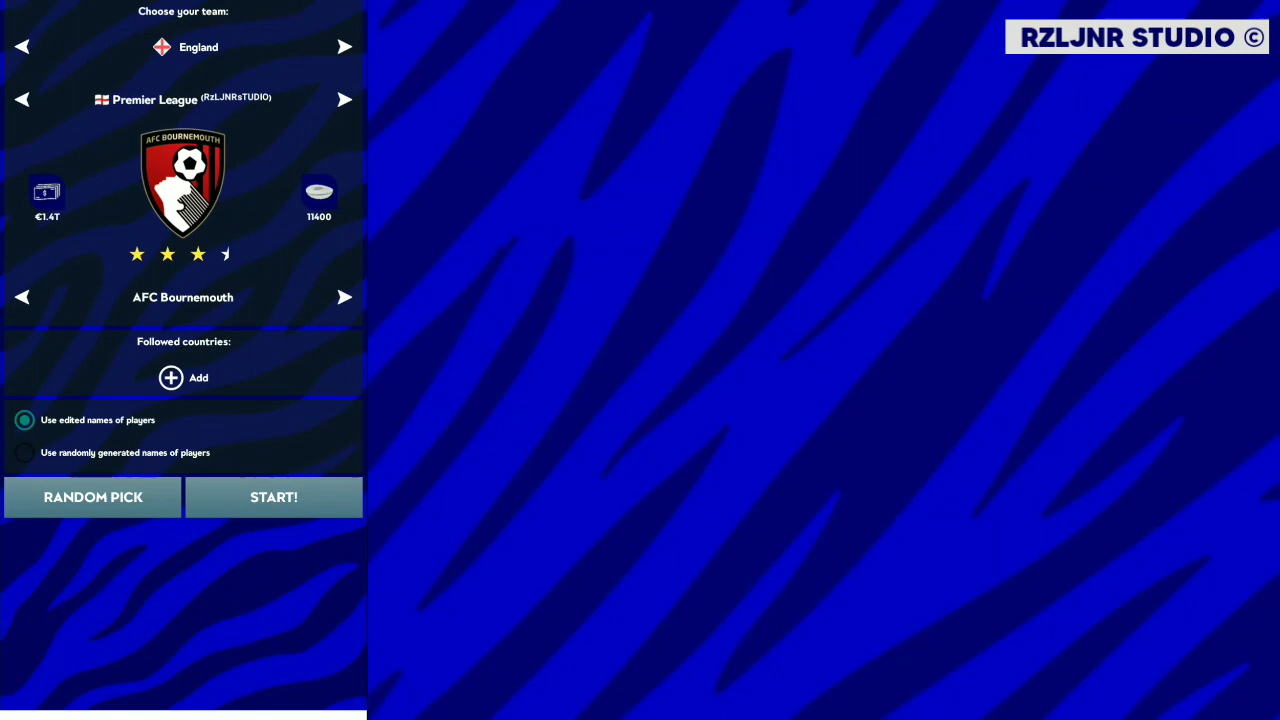 Choose your team:
England
Premier League (RzLJNRsTUDIO)
AFC BOURNEMOUTH
€1.4T
11400
AFC Bournemouth
Followed countries:
Add
Use edited names of players
Use randomly generated names of players
RANDOM PICK
START!
RZLJNR STUDIO ©